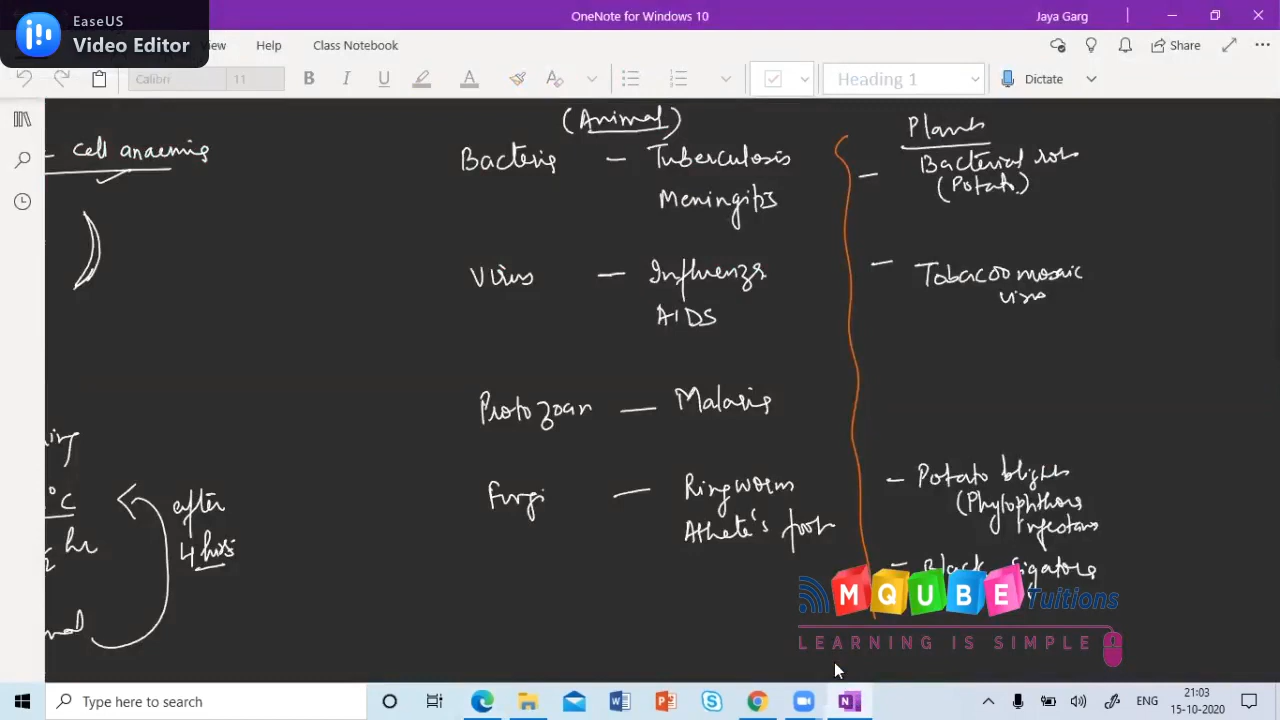 EaseUS
Video Editor
OneNote for Windows 10
Jaya Garg
View
Help
Class Notebook
Share
Calibri
11
B
I
U
A
Heading 1
Dictate
cell anaemia
(Animal)
Plants
Bacteria – Tuberculosis
Meningitis
– Bacterial rot
(Potato)
Virus – Influenza
AIDS
– Tobacco mosaic
virus
Protozoan – Malaria
Fungi – Ringworm
Athlete's foot
– Potato blight
(Phytophthora
infestans
– Black sigatoka
°C
after
4 hrs
hr
MQUBE
Tuitions
LEARNING IS SIMPLE
Type here to search
ENG
21:03
15-10-2020